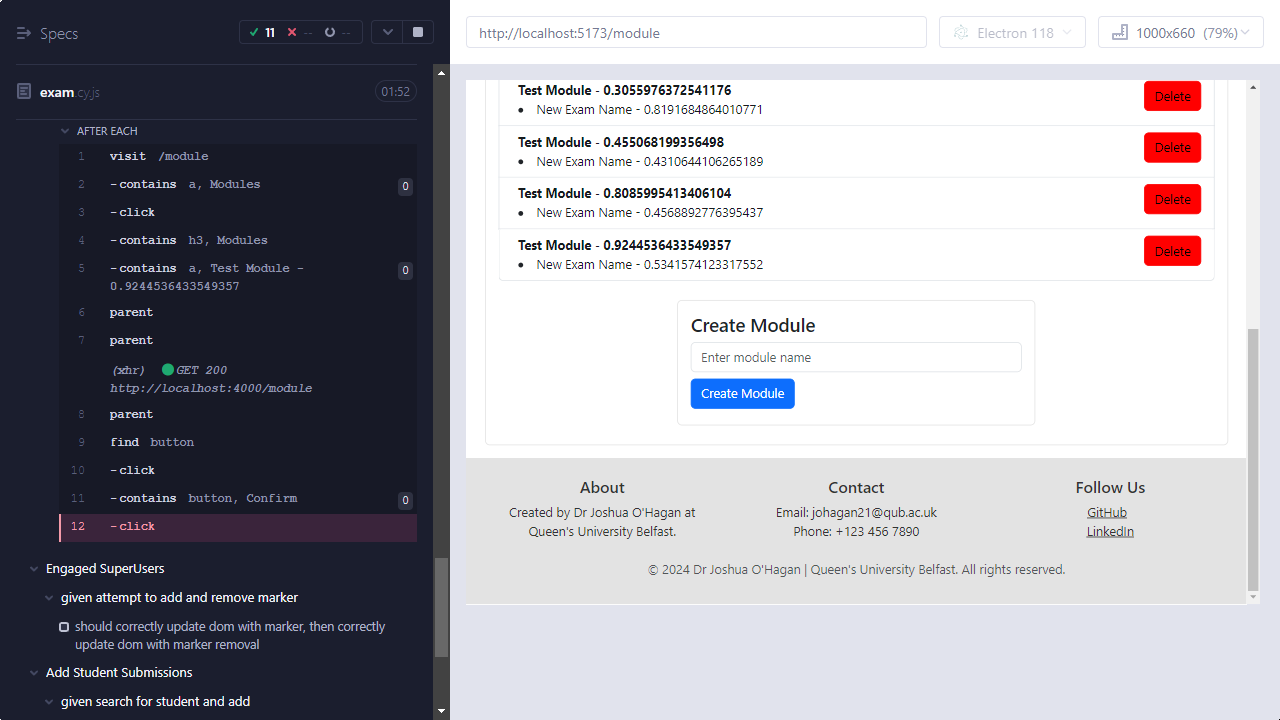 Specs
11
--
--
exam.cy.js
01:52
AFTER EACH
1 visit /module
2 -contains a, Modules 0
3 -click
4 -contains h3, Modules
5 -contains a, Test Module - 0
0.9244536433549357
6 parent
7 parent
(xhr) GET 200
http://localhost:4000/module
8 parent
9 find button
10 -click
11 -contains button, Confirm 0
12 -click
Engaged SuperUsers
given attempt to add and remove marker
should correctly update dom with marker, then correctly
update dom with marker removal
Add Student Submissions
given search for student and add
http://localhost:5173/module
Electron 118
1000x660 (79%)
Test Module - 0.3055976372541176
New Exam Name - 0.8191684864010771
Delete
Test Module - 0.455068199356498
New Exam Name - 0.4310644106265189
Delete
Test Module - 0.8085995413406104
New Exam Name - 0.4568892776395437
Delete
Test Module - 0.9244536433549357
New Exam Name - 0.5341574123317552
Delete
Create Module
Enter module name
Create Module
About
Created by Dr Joshua O'Hagan at
Queen's University Belfast.
Contact
Email: johagan21@qub.ac.uk
Phone: +123 456 7890
Follow Us
GitHub
LinkedIn
© 2024 Dr Joshua O'Hagan | Queen's University Belfast. All rights reserved.